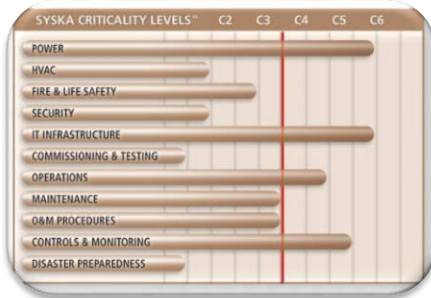 SYSKA CRITICALITY LEVELS™ C2 C3 C4 C5 C6
POWER
HVAC
FIRE & LIFE SAFETY
SECURITY
IT INFRASTRUCTURE
COMMISSIONING & TESTING
OPERATIONS
MAINTENANCE
O&M PROCEDURES
CONTROLS & MONITORING
DISASTER PREPAREDNESS